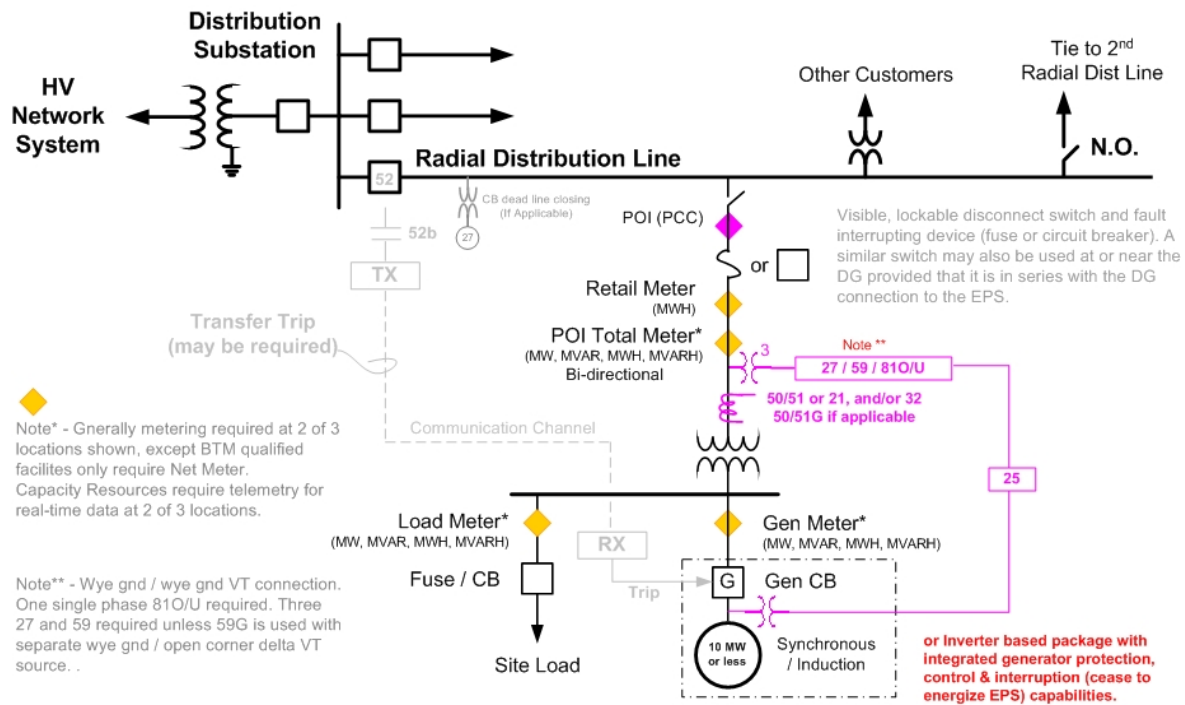 Distribution
Substation
HV
Network
System
Other Customers
Tie to 2nd
Radial Dist Line
N.O.
Radial Distribution Line
52
CB dead line closing
(If Applicable)
27
52b
TX
POI (PCC)
Visible, lockable disconnect switch and fault
interrupting device (fuse or circuit breaker). A
similar switch may also be used at or near the
DG provided that it is in series with the DG
connection to the EPS.
or
Retail Meter
(MWH)
Transfer Trip
(may be required)
POI Total Meter*
(MW, MVAR, MWH, MVARH)
Bi-directional
3
Note **
27 / 59 / 81O/U
50/51 or 21, and/or 32
50/51G if applicable
Note* - Gnerally metering required at 2 of 3
locations shown, except BTM qualified
facilites only require Net Meter.
Capacity Resources require telemetry for
real-time data at 2 of 3 locations.
Communication Channel
25
Load Meter*
(MW, MVAR, MWH, MVARH)
Gen Meter*
(MW, MVAR, MWH, MVARH)
RX
Fuse / CB
Trip
G
Gen CB
Note** - Wye gnd / wye gnd VT connection.
One single phase 81O/U required. Three
27 and 59 required unless 59G is used with
separate wye gnd / open corner delta VT
source. .
10 MW
or less
Synchronous
/ Induction
Site Load
or Inverter based package with
integrated generator protection,
control & interruption (cease to
energize EPS) capabilities.